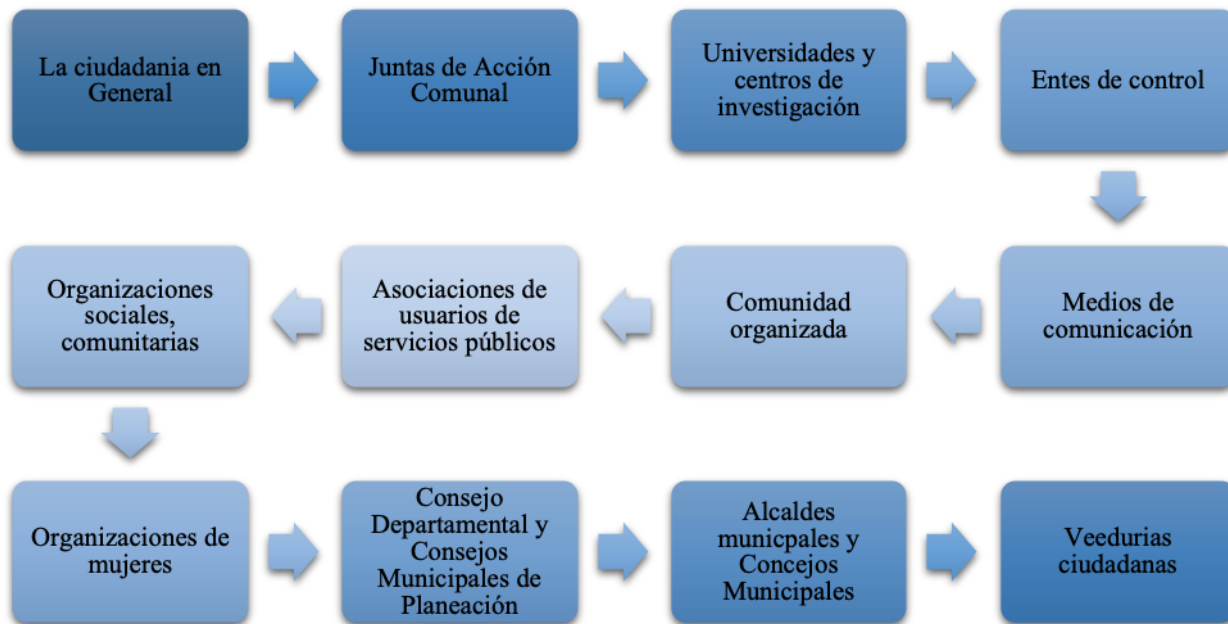 La ciudadania en
General
Juntas de Acción
Comunal
Universidades y
centros de
investigación
Entes de control
Medios de
comunicación
Comunidad
organizada
Asociaciones de
usuarios de
servicios públicos
Organizaciones
sociales,
comunitarias
Organizaciones de
mujeres
Consejo
Departamental y
Consejos
Municipales de
Planeación
Alcaldes
municpales y
Concejos
Municipales
Veedurias
ciudadanas